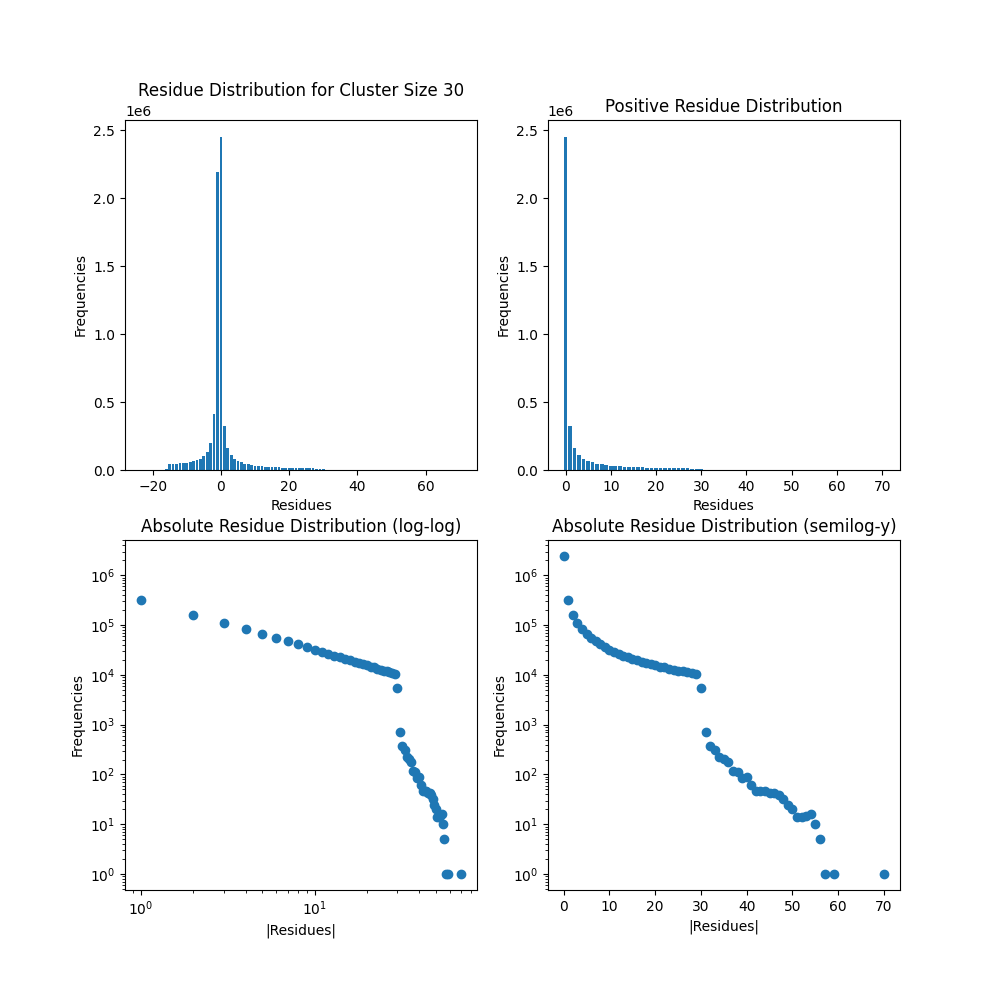 Residue Distribution for Cluster Size 30
1e6
2.5
2.0
1.5
1.0
0.5
0.0
Frequencies
−20 0 20 40 60
Residues
Positive Residue Distribution
1e6
2.5
2.0
1.5
1.0
0.5
0.0
Frequencies
0 10 20 30 40 50 60 70
Residues
Absolute Residue Distribution (log-log)
10⁶
10⁵
10⁴
10³
10²
10¹
10⁰
Frequencies
10⁰ 10¹
|Residues|
Absolute Residue Distribution (semilog-y)
10⁶
10⁵
10⁴
10³
10²
10¹
10⁰
Frequencies
0 10 20 30 40 50 60 70
|Residues|